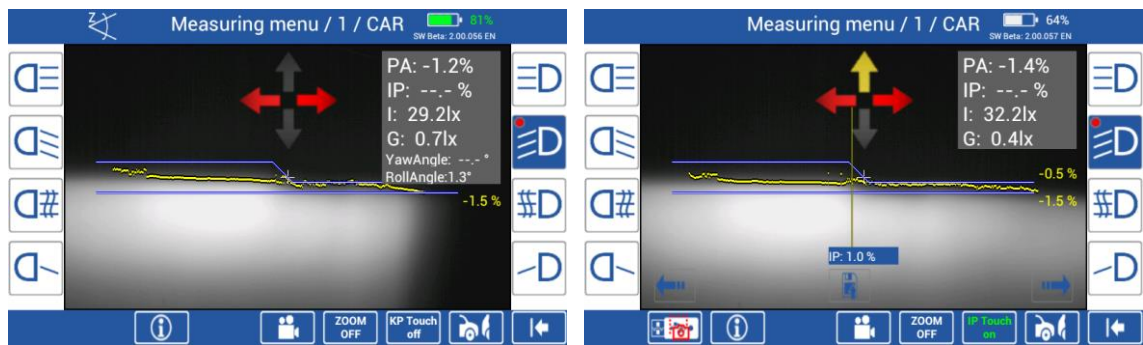 Measuring menu / 1 / CAR
81%
SW Beta: 2.00.056 EN
PA: -1.2%
IP: --.- %
I: 29.2lx
G: 0.7lx
YawAngle: --.- °
RollAngle:1.3°
-1.5 %
ZOOM
OFF
KP Touch
off
Measuring menu / 1 / CAR
64%
SW Beta: 2.00.057 EN
PA: -1.4%
IP: --.- %
I: 32.2lx
G: 0.4lx
-0.5 %
-1.5 %
IP: 1.0 %
ZOOM
OFF
IP Touch
on